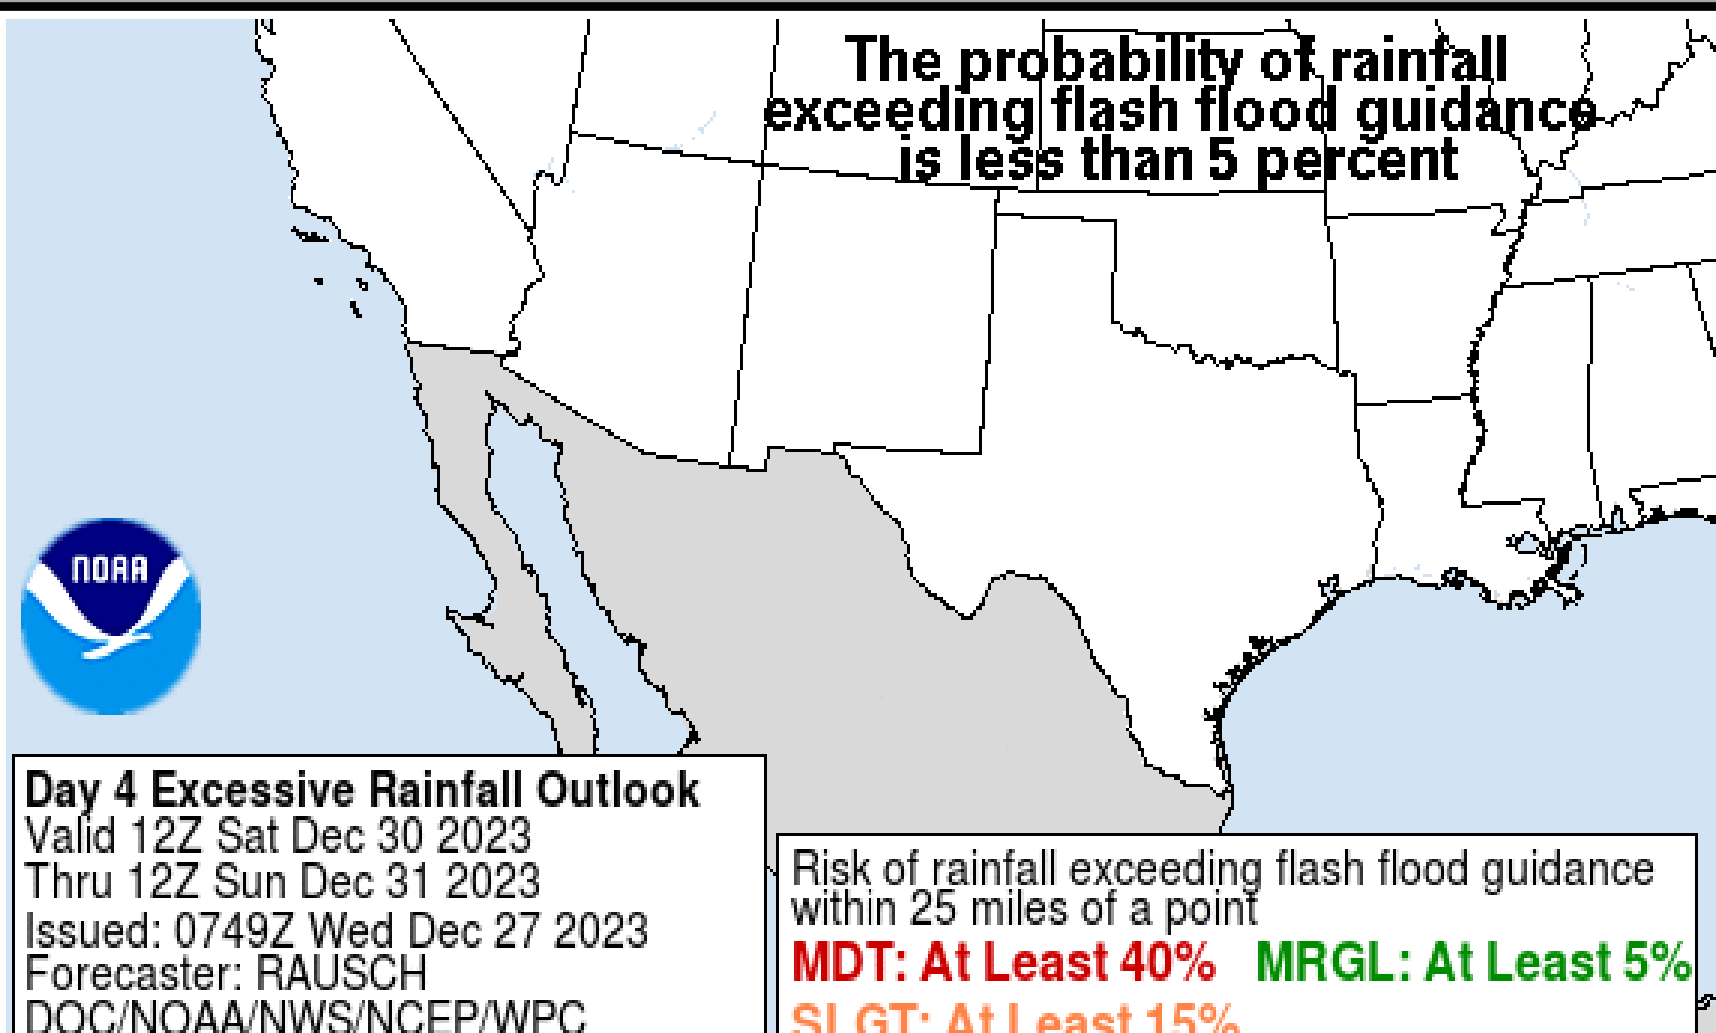 The probability of rainfall
exceeding flash flood guidance
is less than 5 percent
NOAA
Day 4 Excessive Rainfall Outlook
Valid 12Z Sat Dec 30 2023
Thru 12Z Sun Dec 31 2023
Issued: 0749Z Wed Dec 27 2023
Forecaster: RAUSCH
DOC/NOAA/NWS/NCEP/WPC
Risk of rainfall exceeding flash flood guidance
within 25 miles of a point
MDT: At Least 40% MRGL: At Least 5%
SLGT: At Least 15%